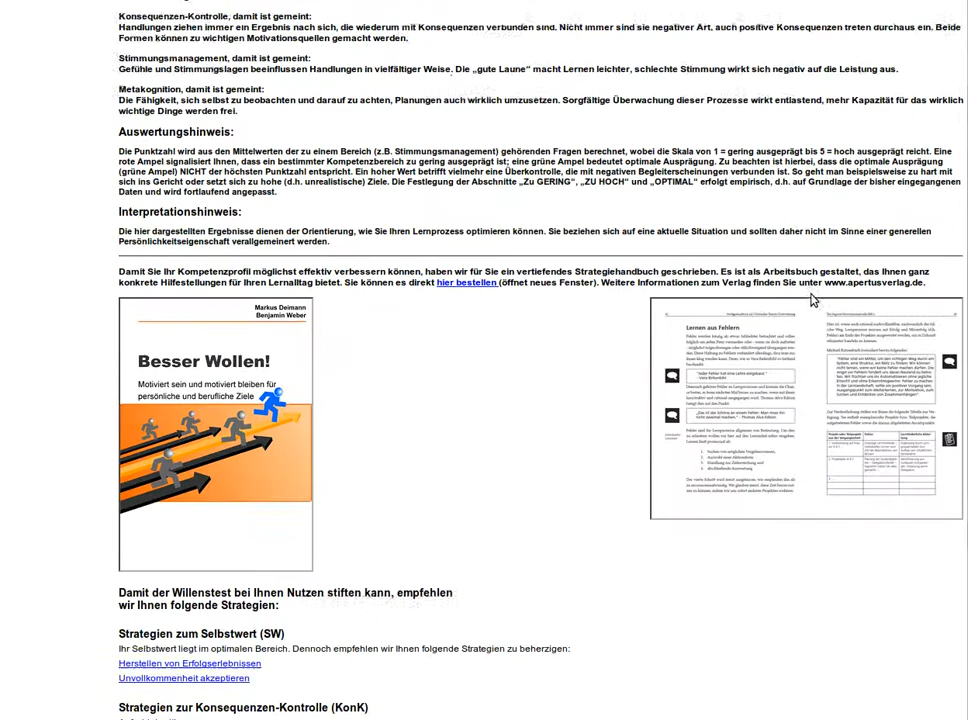 Konsequenzen-Kontrolle, damit ist gemeint:
Handlungen ziehen immer ein Ergebnis nach sich, die wiederum mit Konsequenzen verbunden sind. Nicht immer sind sie negativer Art, auch positive Konsequenzen treten durchaus ein. Beide
Formen können zu wichtigen Motivationsquellen gemacht werden.
Stimmungsmanagement, damit ist gemeint:
Gefühle und Stimmungslagen beeinflussen Handlungen in vielfältiger Weise. Die „gute Laune“ macht Lernen leichter, schlechte Stimmung wirkt sich negativ auf die Leistung aus.
Metakognition, damit ist gemeint:
Die Fähigkeit, sich selbst zu beobachten und darauf zu achten, Planungen auch wirklich umzusetzen. Sorgfältige Überwachung dieser Prozesse wirkt entlastend, mehr Kapazität für das wirklich
wichtige Dinge werden frei.
Auswertungshinweis:
Die Punktzahl wird aus den Mittelwerten der zu einem Bereich (z.B. Stimmungsmanagement) gehörenden Fragen berechnet, wobei die Skala von 1 = gering ausgeprägt bis 5 = hoch ausgeprägt reicht. Eine
rote Ampel signalisiert Ihnen, dass ein bestimmter Kompetenzbereich zu gering ausgeprägt ist; eine grüne Ampel bedeutet optimale Ausprägung. Zu beachten ist hierbei, dass die optimale Ausprägung
(grüne Ampel) NICHT der höchsten Punktzahl entspricht. Ein hoher Wert betrifft vielmehr eine Überkontrolle, die mit negativen Begleiterscheinungen verbunden ist. So geht man beispielsweise zu hart mit
sich ins Gericht oder setzt sich zu hohe (d.h. unrealistische) Ziele. Die Festlegung der Abschnitte „Zu GERING“, „ZU HOCH“ und „OPTIMAL“ erfolgt empirisch, d.h. auf Grundlage der bisher eingegangenen
Daten und wird fortlaufend angepasst.
Interpretationshinweis:
Die hier dargestellten Ergebnisse dienen der Orientierung, wie Sie Ihren Lernprozess optimieren können. Sie beziehen sich auf eine aktuelle Situation und sollten daher nicht im Sinne einer generellen
Persönlichkeitseigenschaft verallgemeinert werden.
Damit Sie Ihr Kompetenzprofil möglichst effektiv verbessern können, haben wir für Sie ein vertiefendes Strategiehandbuch geschrieben. Es ist als Arbeitsbuch gestaltet, das Ihnen ganz
konkrete Hilfestellungen für Ihren Lernalltag bietet. Sie können es direkt hier bestellen (öffnet neues Fenster). Weitere Informationen zum Verlag finden Sie unter www.apertusverlag.de.
Markus Deimann
Benjamin Weber
Besser Wollen!
Motiviert sein und motiviert bleiben für
persönliche und berufliche Ziele
Lernen aus Fehlern
Damit der Willenstest bei Ihnen Nutzen stiften kann, empfehlen
wir Ihnen folgende Strategien:
Strategien zum Selbstwert (SW)
Ihr Selbstwert liegt im optimalen Bereich. Dennoch empfehlen wir Ihnen folgende Strategien zu beherzigen:
Herstellen von Erfolgserlebnissen
Unvollkommenheit akzeptieren
Strategien zur Konsequenzen-Kontrolle (KonK)